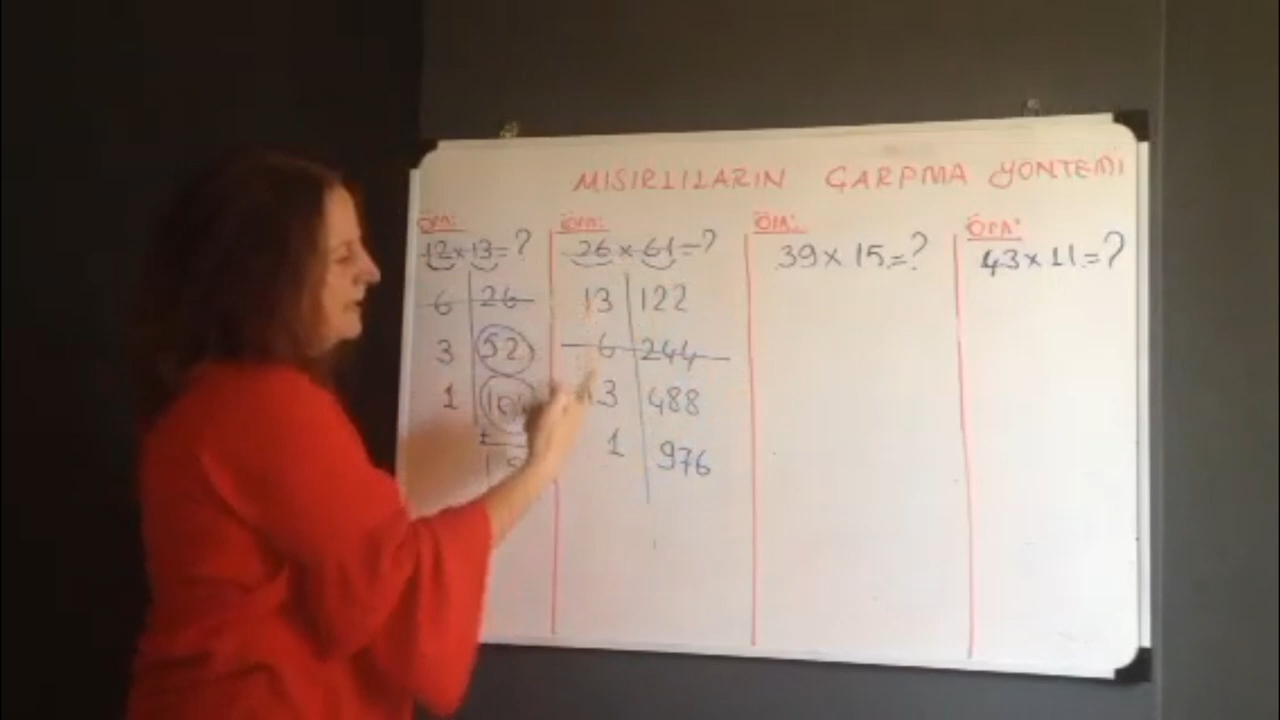 MISIRLILARIN ÇARPMA YÖNTEMİ
Örn:
12x13=?
6 26
3 52
1
Örn:
26x61=?
13 122
6 244
3 488
1 976
Örn:
39x15=?
Örn:
43x11=?